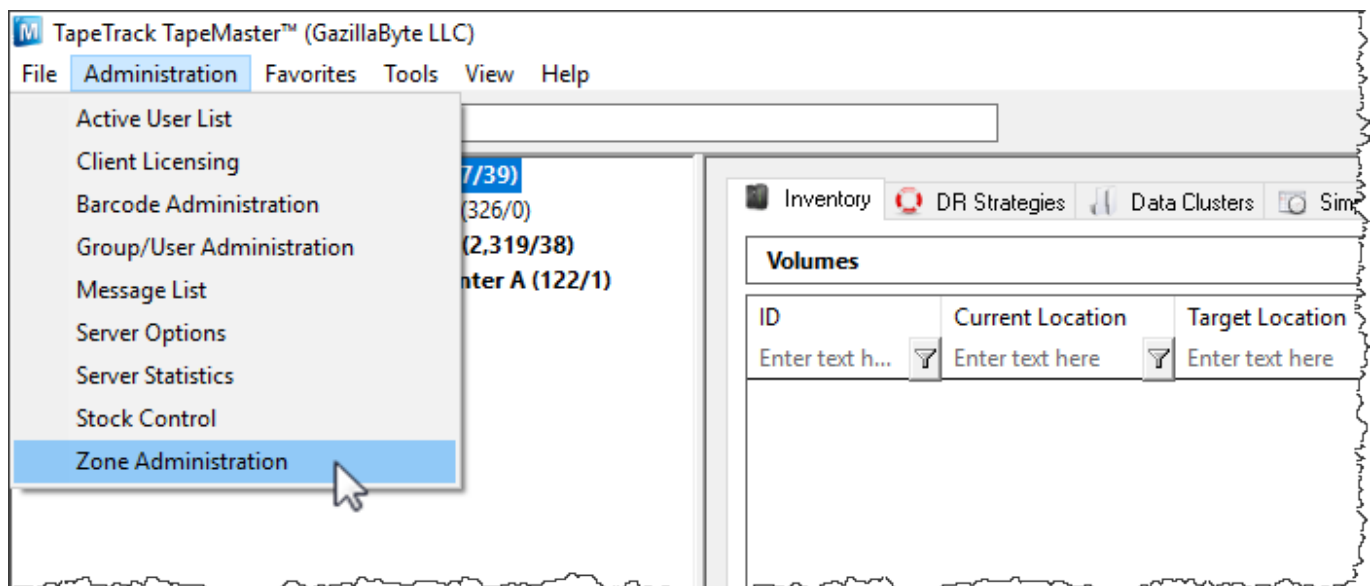 TapeTrack TapeMaster™ (GazillaByte LLC)
File Administration Favorites Tools View Help
Active User List
Client Licensing
Barcode Administration
Group/User Administration
Message List
Server Options
Server Statistics
Stock Control
Zone Administration
7/39)
(326/0)
(2,319/38)
nter A (122/1)
Inventory DR Strategies Data Clusters Sim
Volumes
ID Current Location Target Location
Enter text h... Enter text here Enter text here